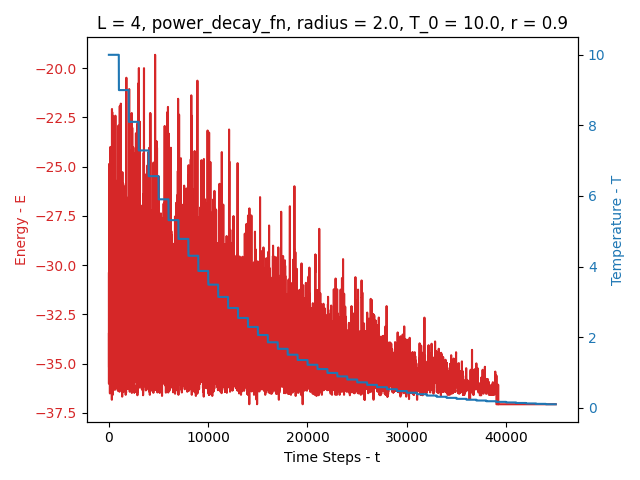 L = 4, power_decay_fn, radius = 2.0, T_0 = 10.0, r = 0.9
−20.0
−22.5
−25.0
−27.5
−30.0
−32.5
−35.0
−37.5
Energy - E
10
8
6
4
2
0
Temperature - T
0 10000 20000 30000 40000
Time Steps - t